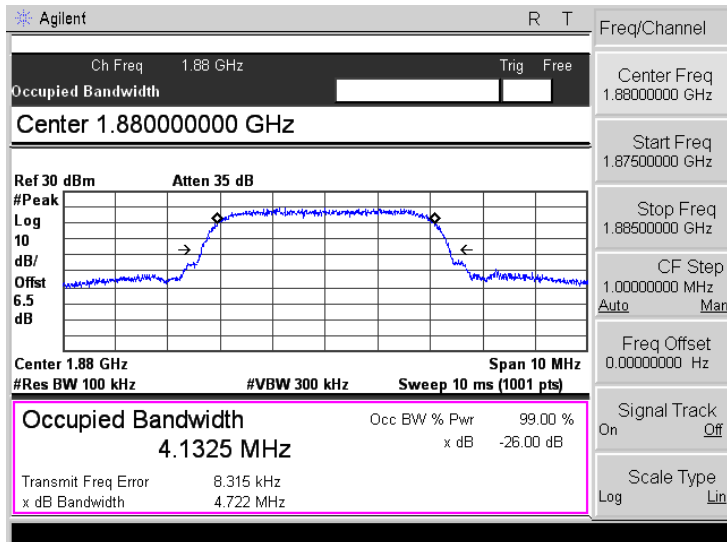 Agilent R T
Freq/Channel
Ch Freq 1.88 GHz Trig Free
Occupied Bandwidth
Center 1.880000000 GHz
Ref 30 dBm Atten 35 dB
#Peak
Log
10
dB/
Offst
6.5
dB
Center 1.88 GHz Span 10 MHz
#Res BW 100 kHz #VBW 300 kHz Sweep 10 ms (1001 pts)
Occupied Bandwidth
4.1325 MHz
Occ BW % Pwr 99.00 %
x dB -26.00 dB
Transmit Freq Error 8.315 kHz
x dB Bandwidth 4.722 MHz
Center Freq
1.88000000 GHz
Start Freq
1.87500000 GHz
Stop Freq
1.88500000 GHz
CF Step
1.00000000 MHz
Auto Man
Freq Offset
0.00000000 Hz
Signal Track
On Off
Scale Type
Log Lin